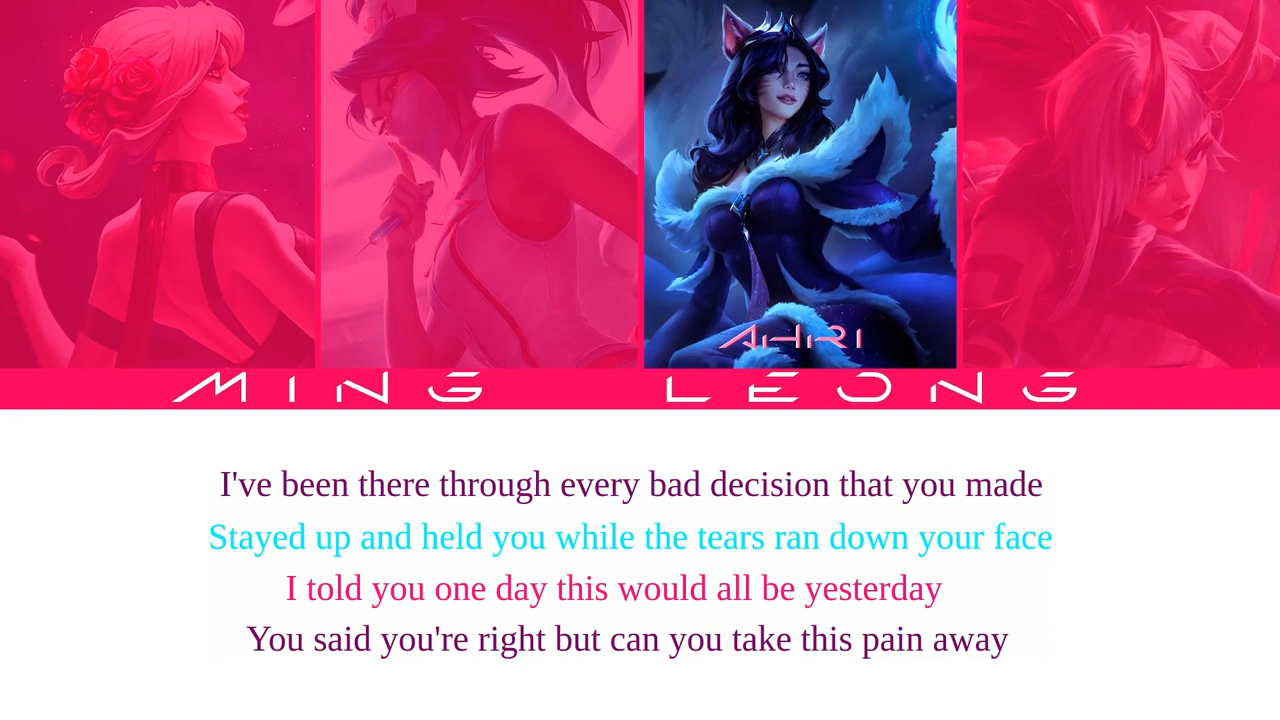 AHRI
MING LEONG
I've been there through every bad decision that you made
Stayed up and held you while the tears ran down your face
I told you one day this would all be yesterday
You said you're right but can you take this pain away